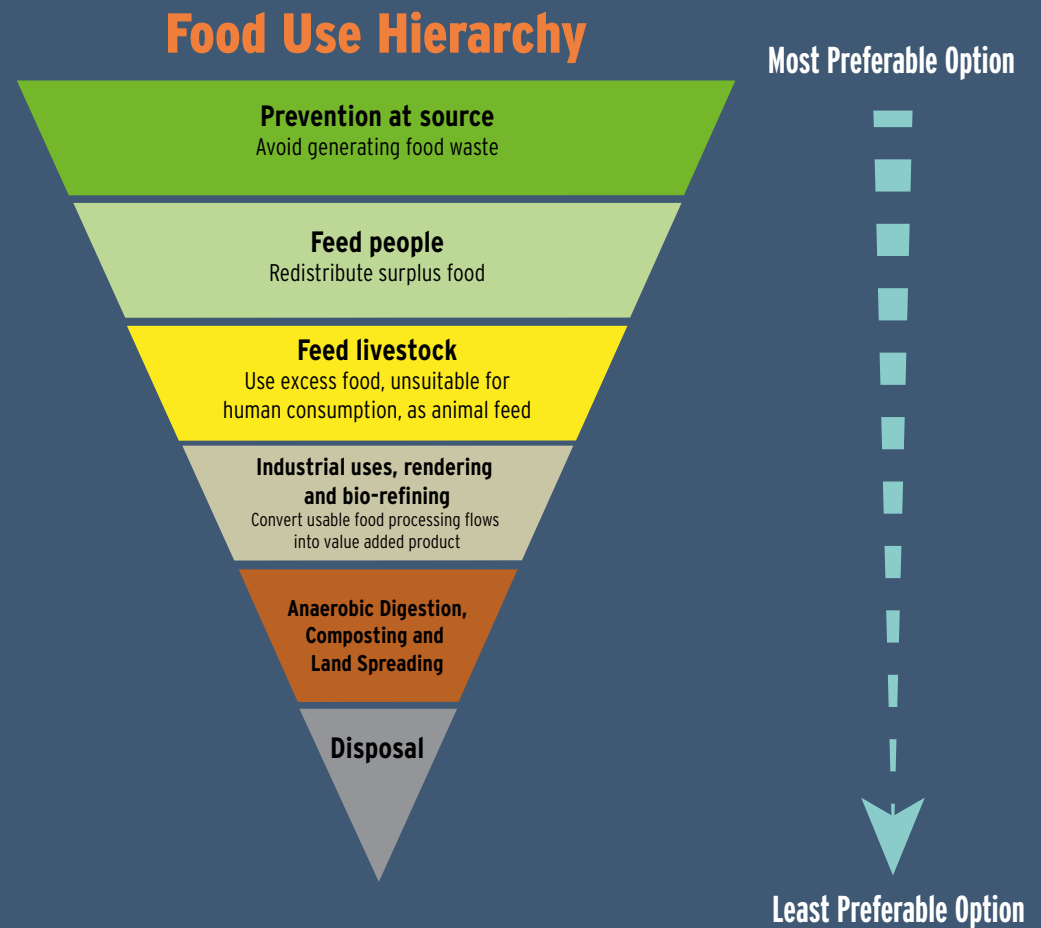 Food Use Hierarchy
Most Preferable Option
Prevention at source
Avoid generating food waste
Feed people
Redistribute surplus food
Feed livestock
Use excess food, unsuitable for
human consumption, as animal feed
Industrial uses, rendering
and bio-refining
Convert usable food processing flows
into value added product
Anaerobic Digestion,
Composting and
Land Spreading
Disposal
Least Preferable Option